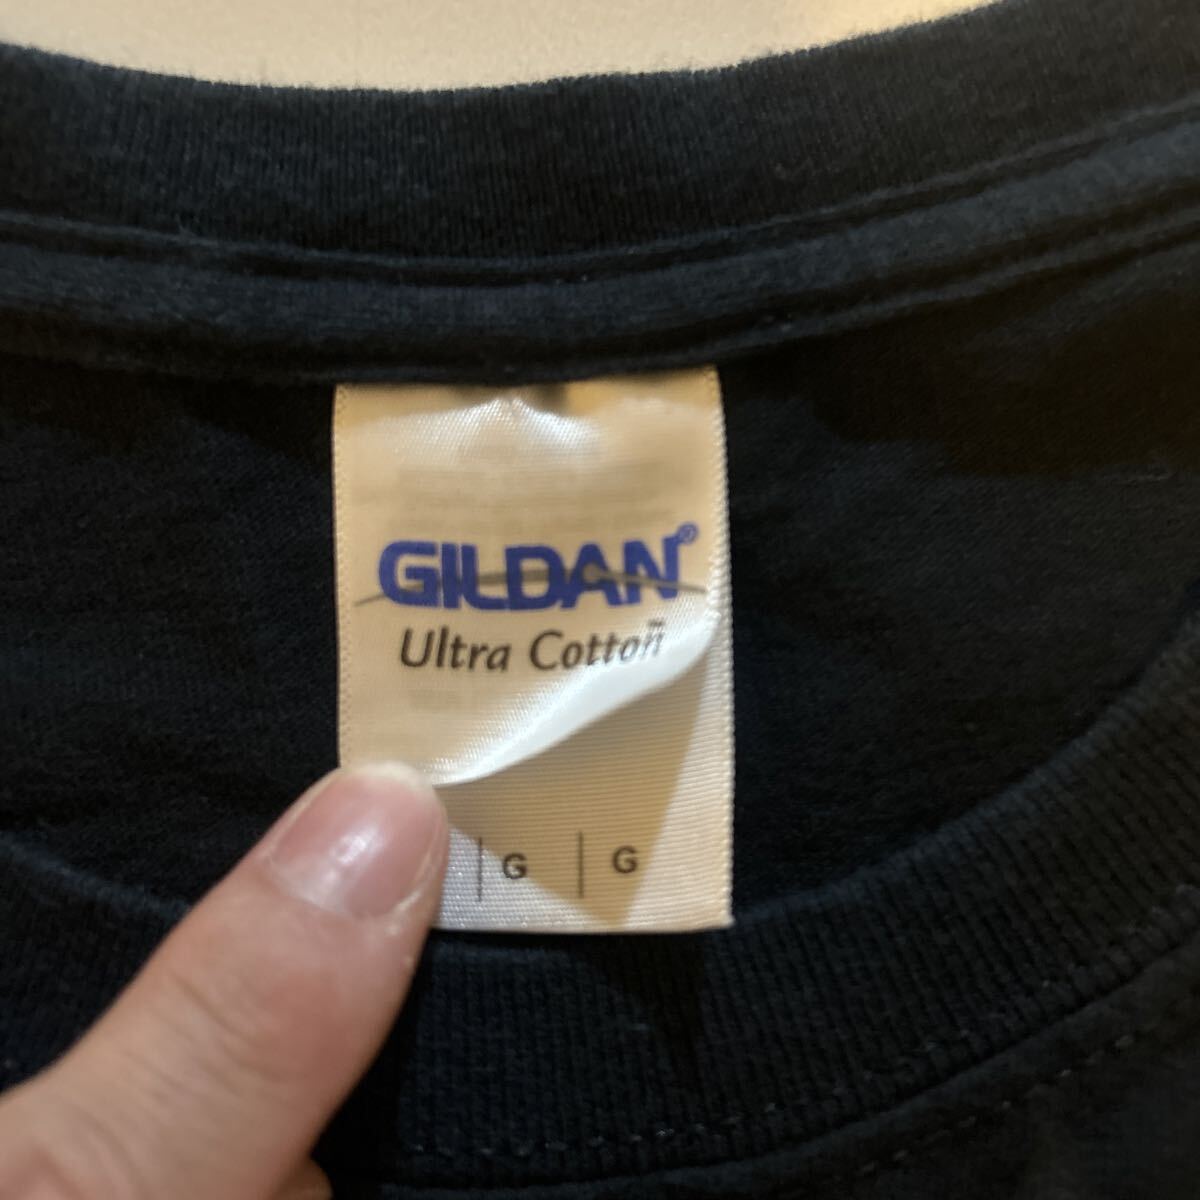 GILDAN®
Ultra Cotton
| G | G